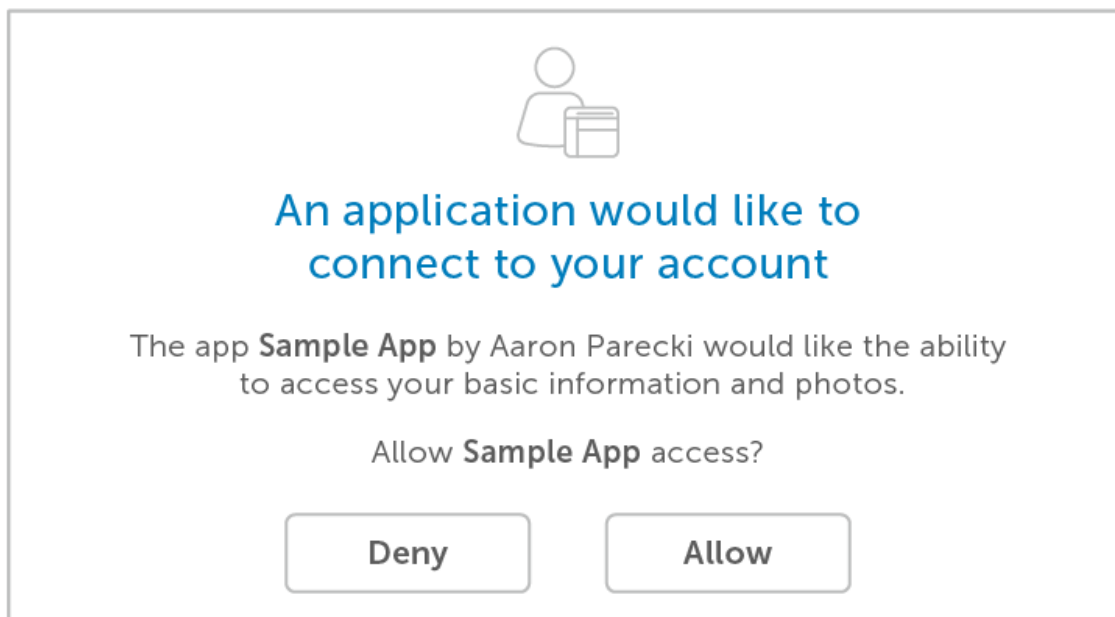 An application would like to
connect to your account
The app Sample App by Aaron Parecki would like the ability
to access your basic information and photos.
Allow Sample App access?
Deny
Allow